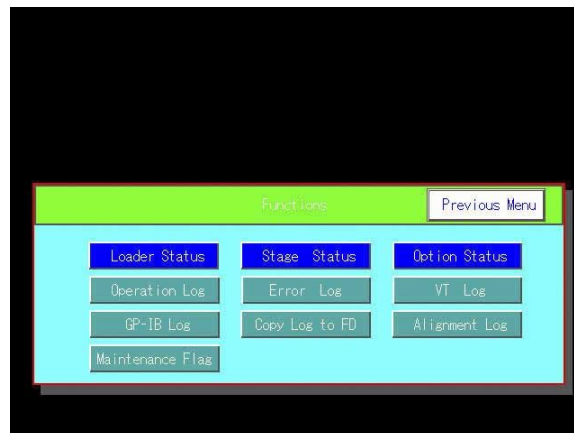 Functions
Previous Menu
Loader Status
Stage Status
Option Status
Operation Log
Error Log
VT Log
GP-IB Log
Copy Log to FD
Alignment Log
Maintenance Flag